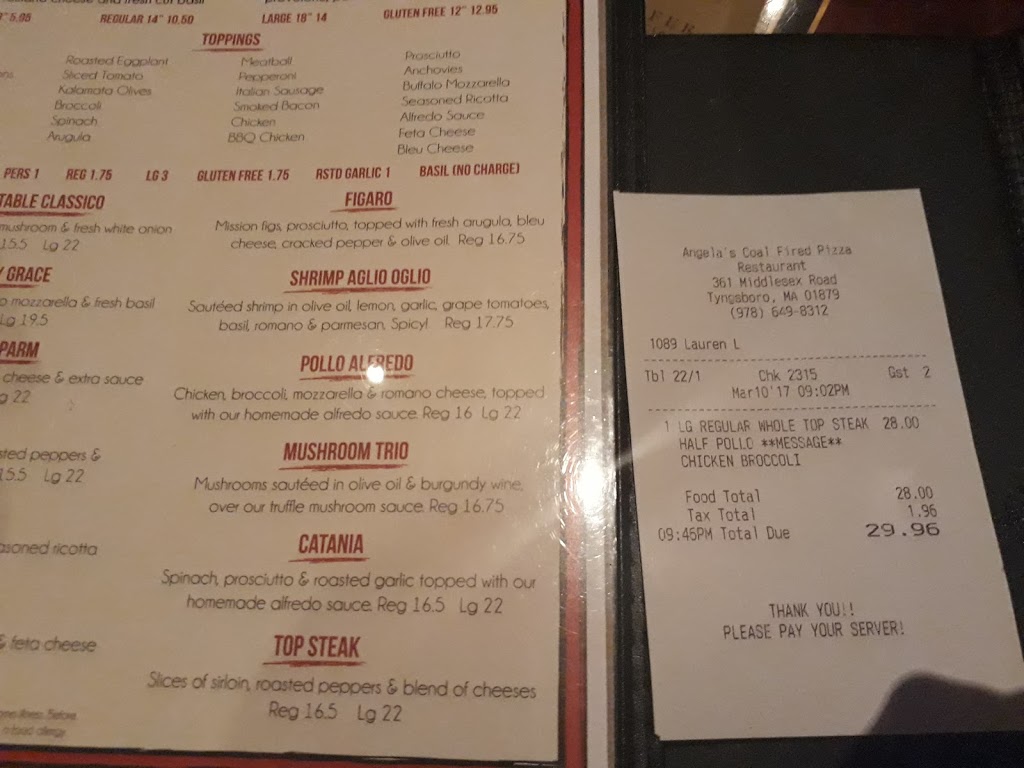 REGULAR 14" 10.50 LARGE 18" 14 GLUTEN FREE 12" 12.95
TOPPINGS
Roasted Eggplant
Sliced Tomato
Kalamata Olives
Broccoli
Spinach
Arugula
Meatball
Pepperoni
Italian Sausage
Smoked Bacon
Chicken
BBQ Chicken
Prosciutto
Anchovies
Buffalo Mozzarella
Seasoned Ricotta
Alfredo Sauce
Feta Cheese
Bleu Cheese
PERS 1 REG 1.75 LG 3 GLUTEN FREE 1.75 RSTD GARLIC 1 BASIL (NO CHARGE)
TABLE CLASSICO
mushroom & fresh white onion
15.5 Lg 22
GRACE
mozzarella & fresh basil
Lg 19.5
PARM
cheese & extra sauce
22
peppers &
15.5 Lg 22
ricotta
& feta cheese
FIGARO
Mission figs, prosciutto, topped with fresh arugula, bleu
cheese, cracked pepper & olive oil. Reg 16.75
SHRIMP AGLIO OGLIO
Sautéed shrimp in olive oil, lemon, garlic, grape tomatoes,
basil, romano & parmesan. Spicy! Reg 17.75
POLLO ALFREDO
Chicken, broccoli, mozzarella & romano cheese, topped
with our homemade alfredo sauce. Reg 16 Lg 22
MUSHROOM TRIO
Mushrooms sautéed in olive oil & burgundy wine,
over our truffle mushroom sauce. Reg 16.75
CATANIA
Spinach, prosciutto & roasted garlic topped with our
homemade alfredo sauce. Reg 16.5 Lg 22
TOP STEAK
Slices of sirloin, roasted peppers & blend of cheeses
Reg 16.5 Lg 22
Angela's Coal Fired Pizza
Restaurant
361 Middlesex Road
Tyngsboro, MA 01879
(978) 649-8312
1089 Lauren L
Tbl 22/1 Chk 2315 Gst 2
Mar10'17 09:02PM
1 LG REGULAR WHOLE TOP STEAK 28.00
HALF POLLO **MESSAGE**
CHICKEN BROCCOLI
Food Total 28.00
Tax Total 1.96
09:45PM Total Due 29.96
THANK YOU!!
PLEASE PAY YOUR SERVER!